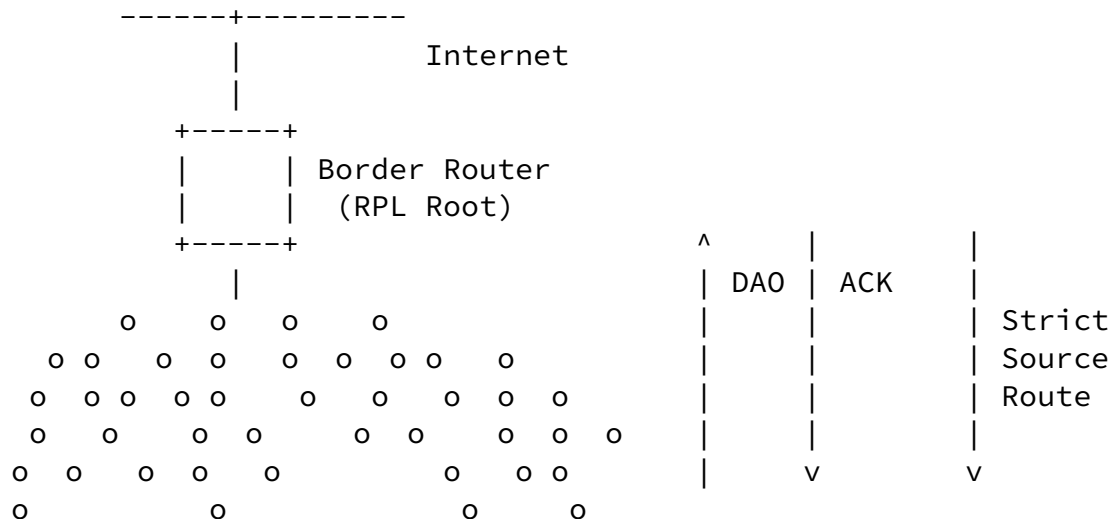 ------+---------
|          Internet
|
+-----+
|     | Border Router
|     |  (RPL Root)
+-----+                      ^     |        |
|                            | DAO | ACK    |
o    o   o    o                 |     |        | Strict
o o   o  o   o  o  o o   o         |     |        | Source
o  o o  o o    o   o   o  o  o      |     |        | Route
o   o    o  o     o  o    o  o  o    |     |        |
o  o   o  o   o         o   o o      |     v        v
o          o             o     o